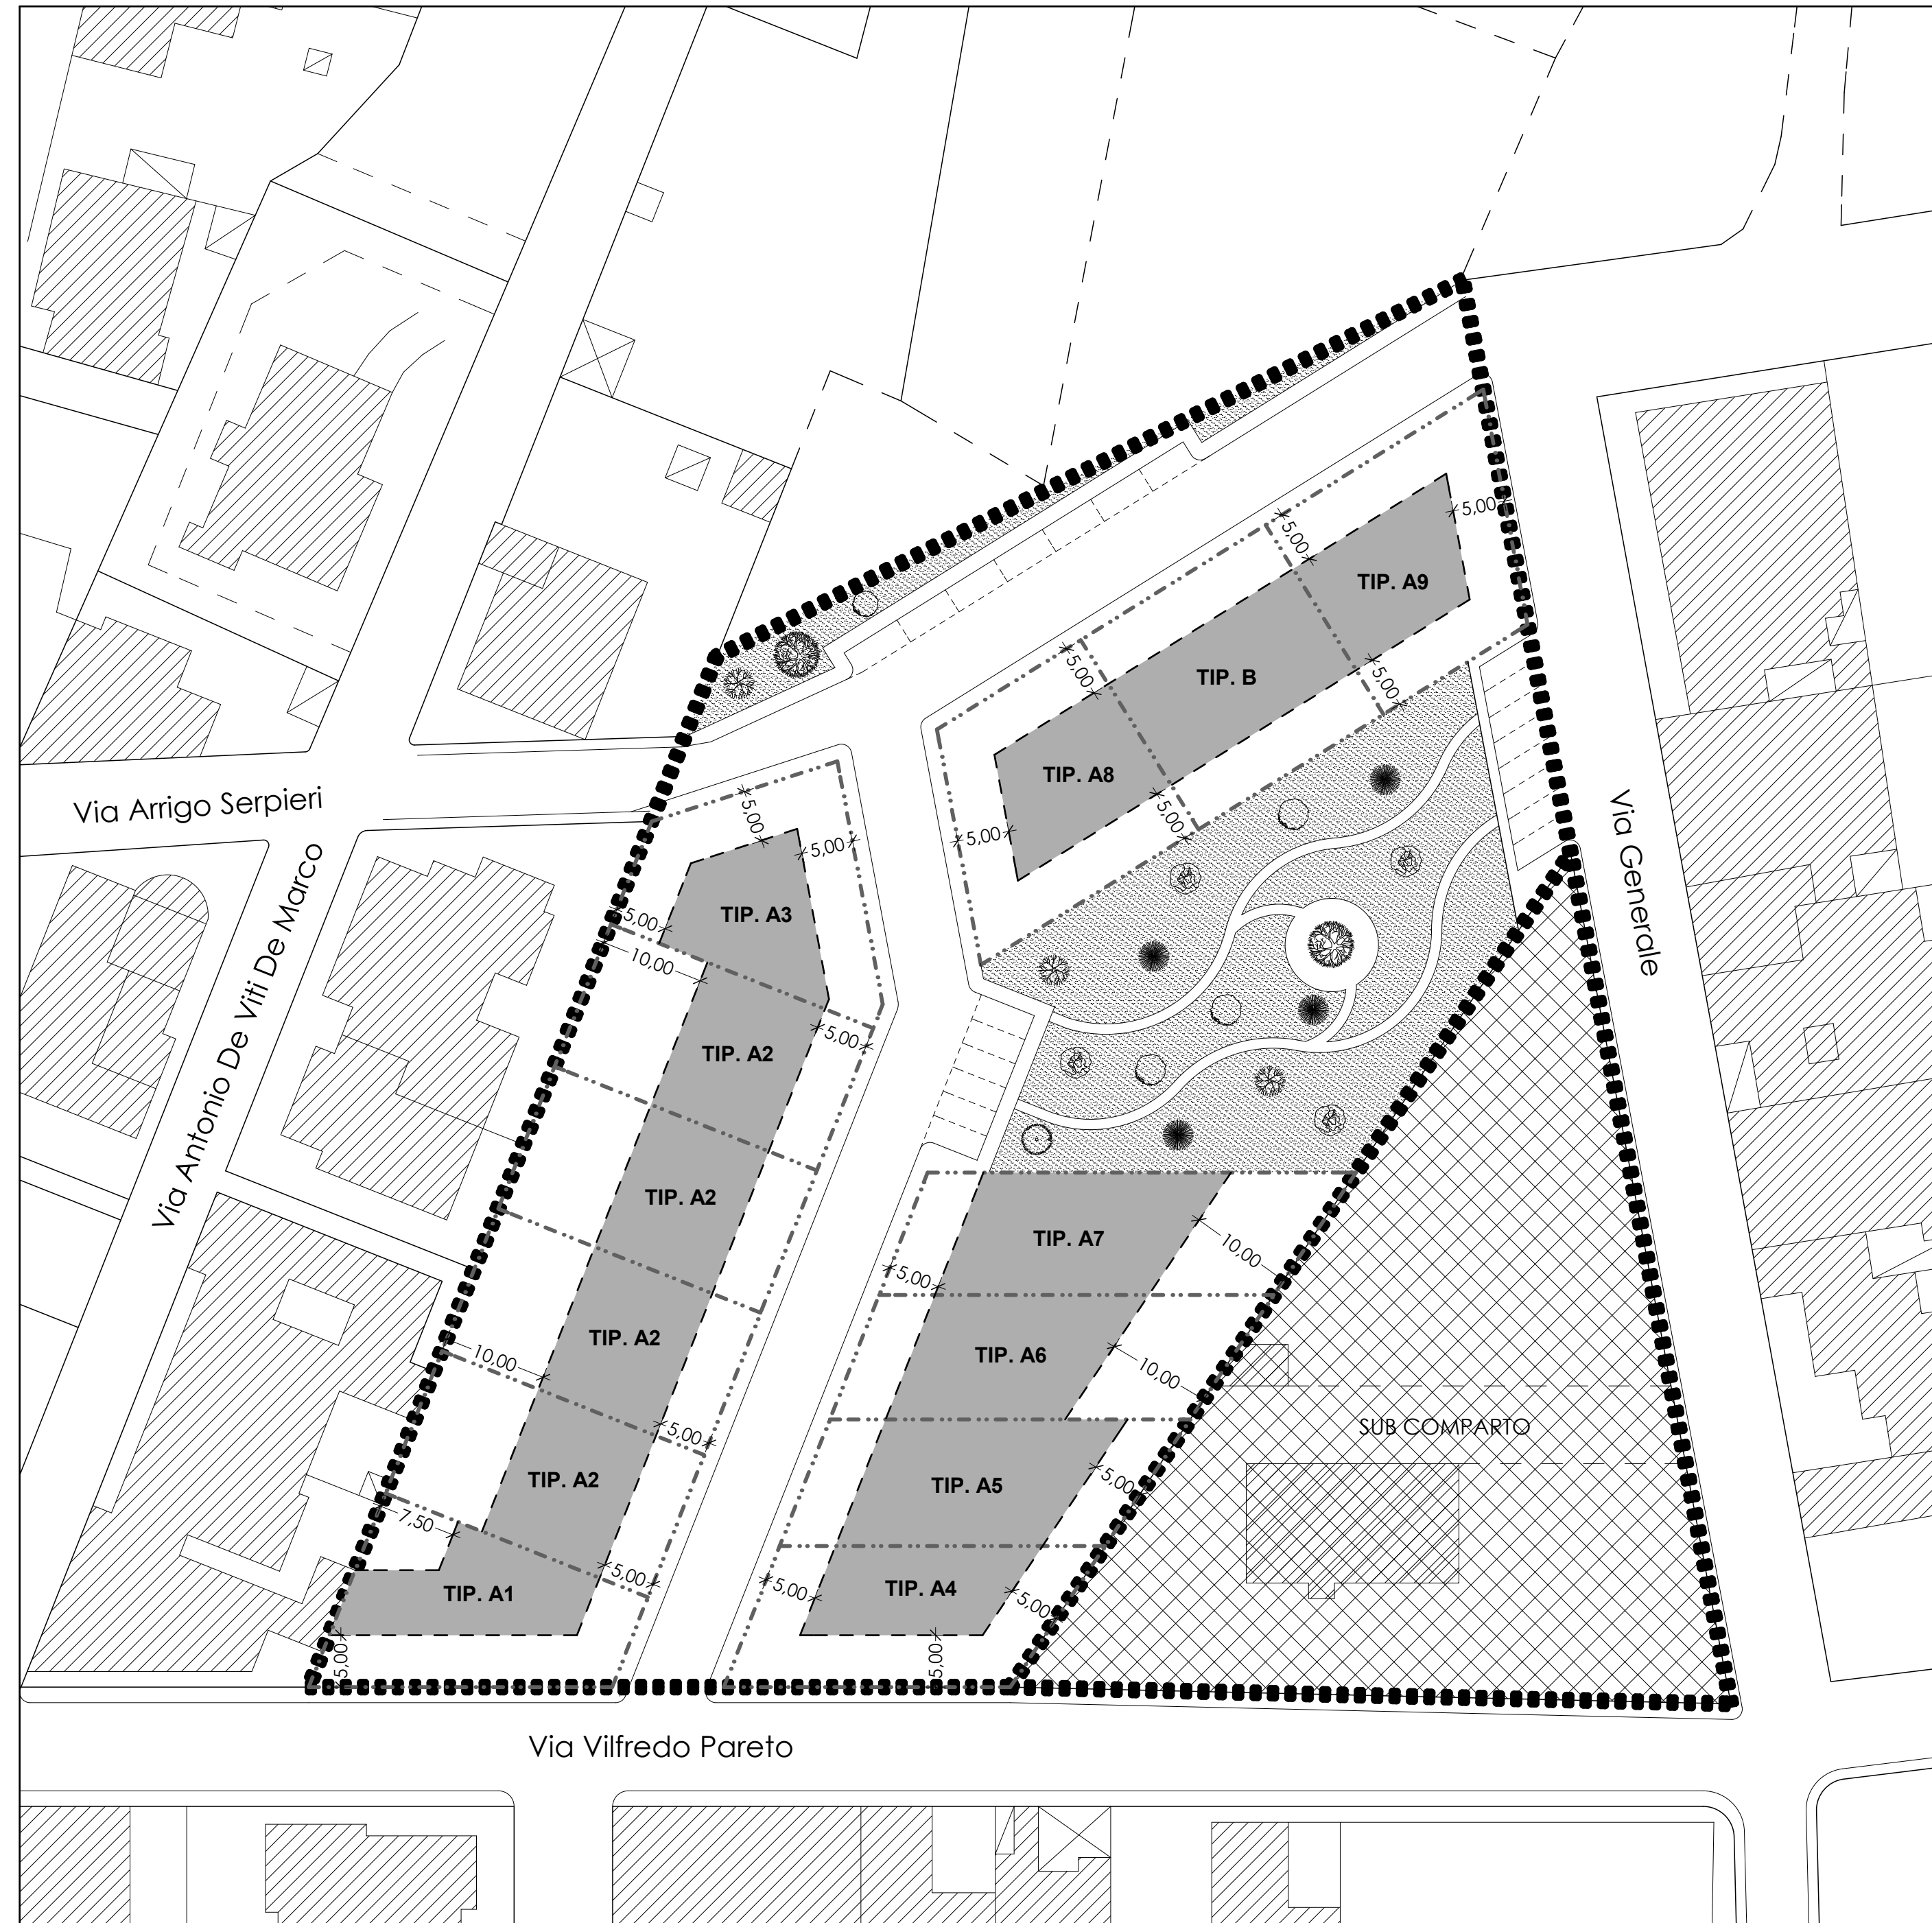 5,00
TIP. A9
5,00
5,00
TIP. B
5,00
TIP. A8
5,00
5,00
5,00
5,00
TIP. A3
5,00
10,00
5,00
TIP. A2
TIP. A2
TIP. A2
10,00
5,00
TIP. A2
7,50
5,00
TIP. A1
5,00
TIP. A7
10,00
5,00
TIP. A6
10,00
TIP. A5
5,00
TIP. A4
5,00
5,00
5,00
SUB COMPARTO
Via Arrigo Serpieri
Via Antonio De Viti De Marco
Via Generale
Via Vilfredo Pareto